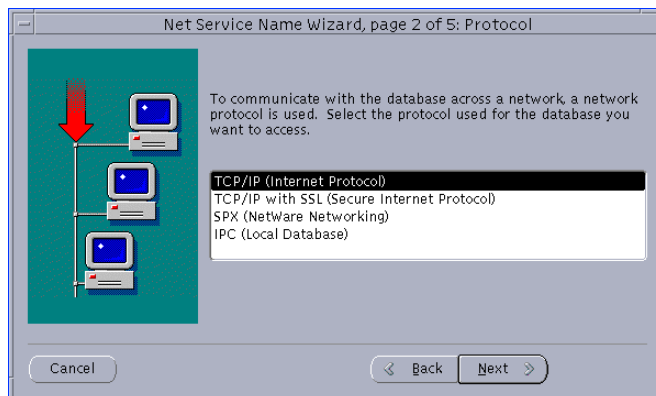 Net Service Name Wizard, page 2 of 5: Protocol
To communicate with the database across a network, a network
protocol is used. Select the protocol used for the database you
want to access.
TCP/IP (Internet Protocol)
TCP/IP with SSL (Secure Internet Protocol)
SPX (NetWare Networking)
IPC (Local Database)
Cancel
Back
Next